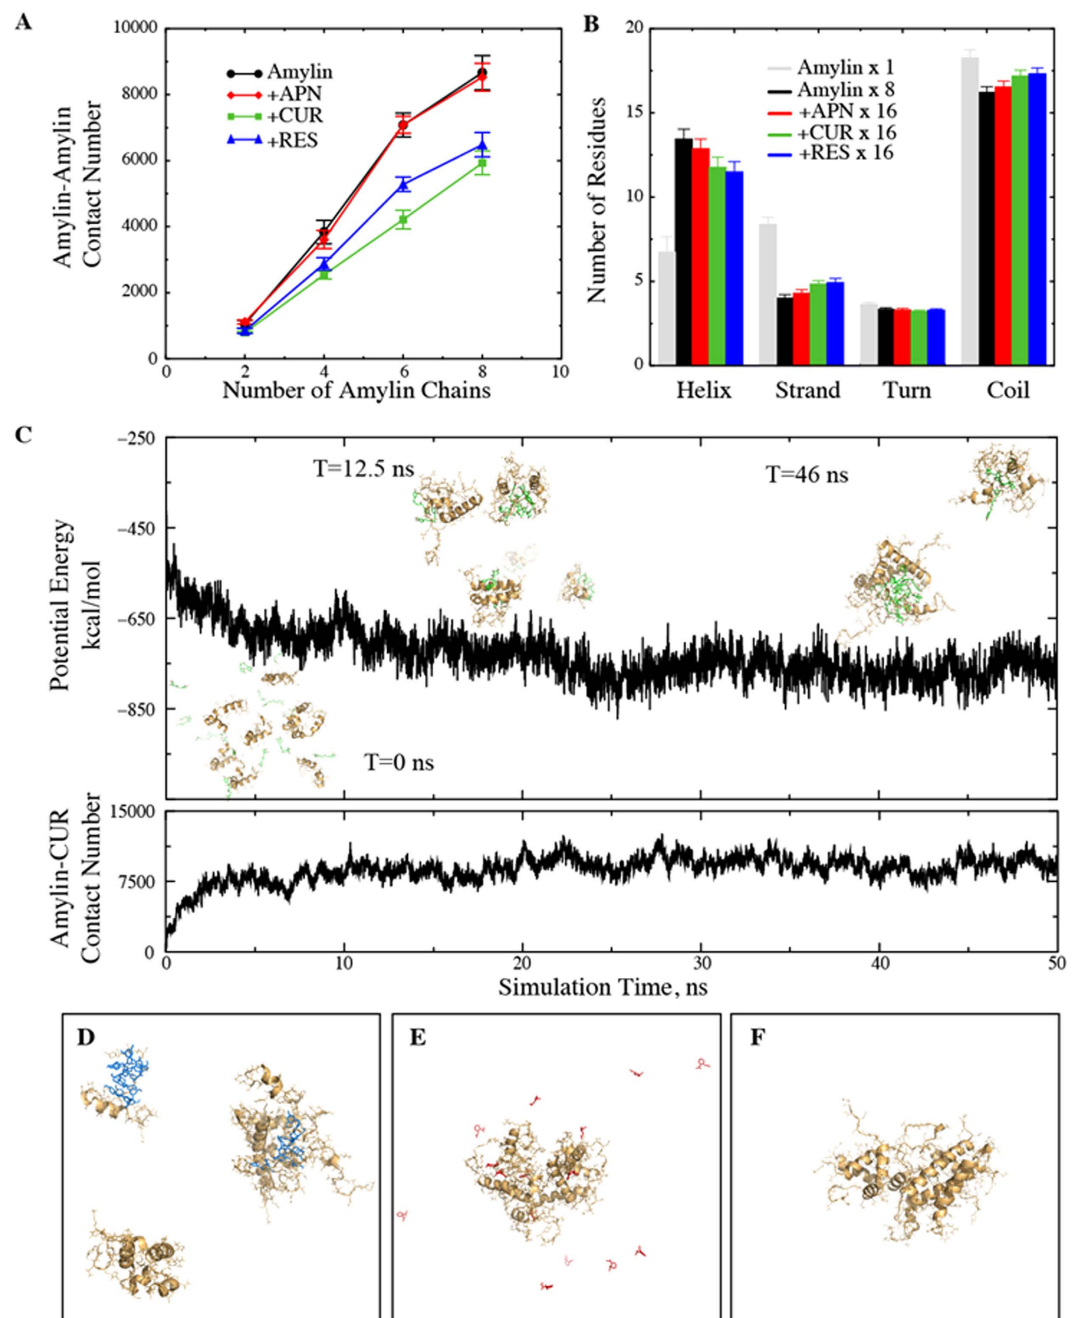 A
10000
8000
6000
4000
2000
0
0
2
4
6
8
10
Amylin-Amylin
Contact Number
Number of Amylin Chains
Amylin
+APN
+CUR
+RES
B
20
15
10
5
0
Number of Residues
Amylin x 1
Amylin x 8
+APN x 16
+CUR x 16
+RES x 16
Helix
Strand
Turn
Coil
C
−250
−450
−650
−850
Potential Energy
kcal/mol
T=12.5 ns
T=46 ns
T=0 ns
15000
7500
0
Amylin-CUR
Contact Number
0
10
20
30
40
50
Simulation Time, ns
D
E
F